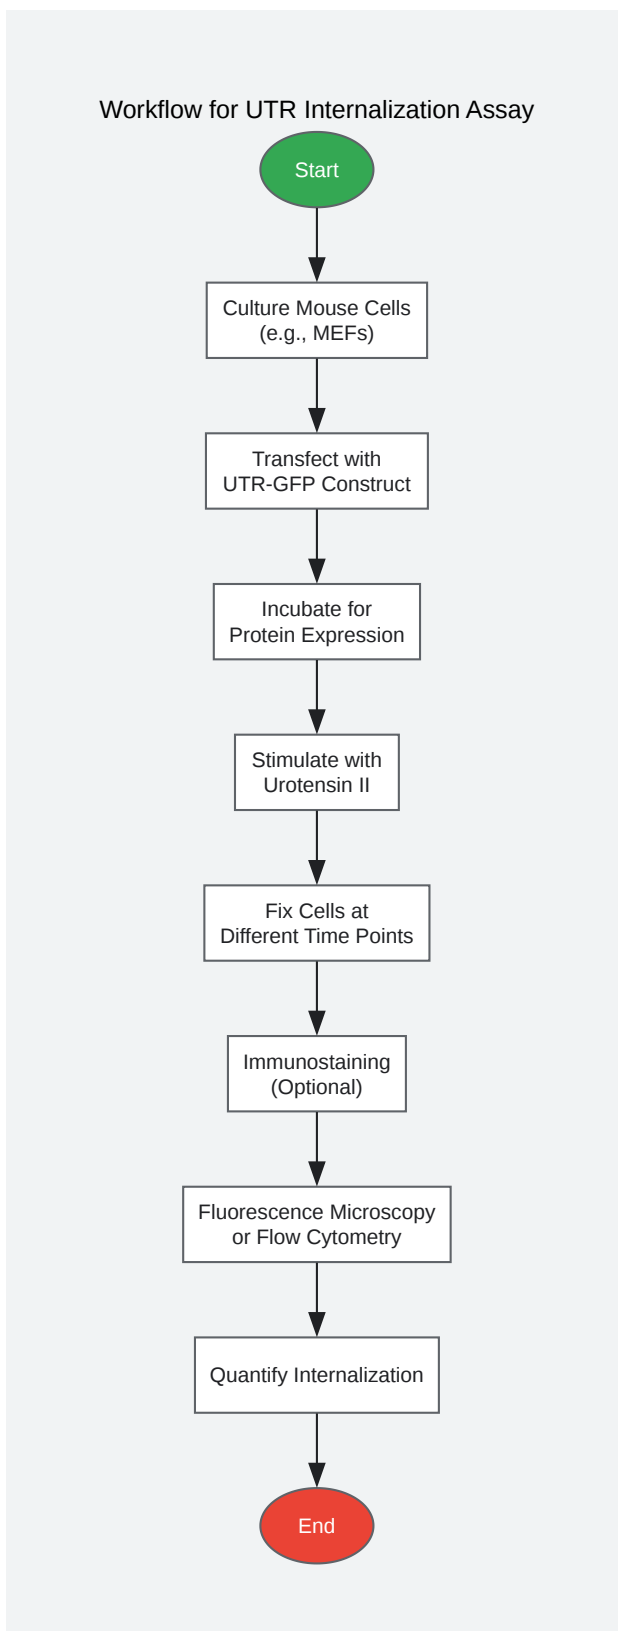 Workflow for UTR Internalization Assay
Start
Culture Mouse Cells
(e.g., MEFs)
Transfect with
UTR-GFP Construct
Incubate for
Protein Expression
Stimulate with
Urotensin II
Fix Cells at
Different Time Points
Immunostaining
(Optional)
Fluorescence Microscopy
or Flow Cytometry
Quantify Internalization
End